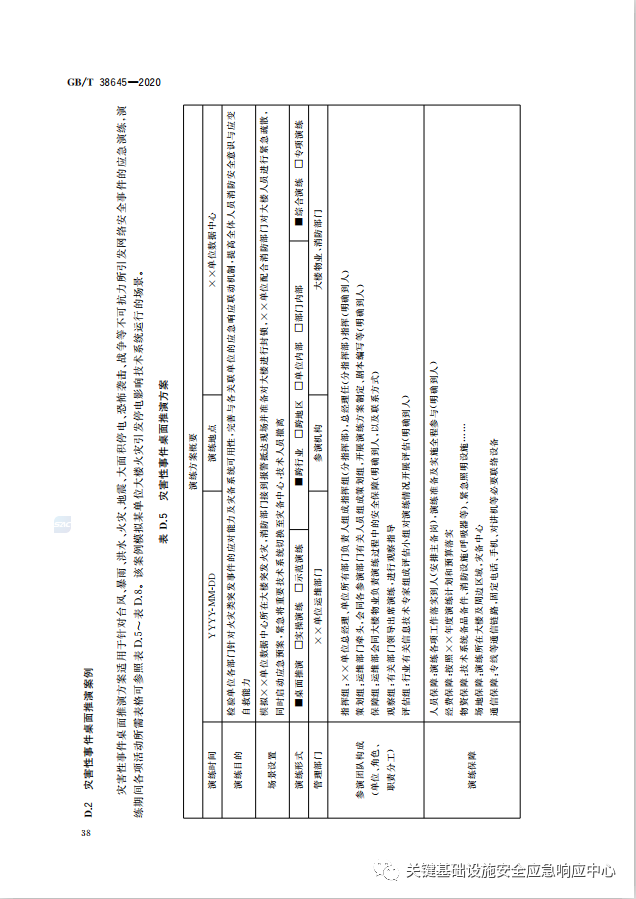 GB/T 38645—2020
D.2 灾害性事件桌面推演案例
灾害性事件桌面推演方案适用于针对台风、暴雨、洪水、火灾、地震、大面积停电、恐怖袭击、战争等不可抗力所引发网络安全事件的应急演练,演
练期间各项活动所需表格可参照表D.5~表D.8。该案例模拟某单位大楼火灾引发停电影响技术系统运行的场景。
表D.5 灾害性事件桌面推演方案
演练方案概要
演练时间 YYYY-MM-DD 演练地点 ××单位数据中心
演练目的 检验单位各部门针对火灾类突发事件的应对能力及灾备系统可用性,完善与各关联单位的应急响应联动机制,提高全体人员消防安全意识与应变
自救能力
场景设置 模拟××单位数据中心所在大楼突发火灾,消防部门接到报警抵达现场并准备对大楼进行封锁,××单位配合消防部门对大楼人员进行紧急疏散,
同时启动应急预案,紧急将重要技术系统切换至灾备中心,技术人员撤离
演练形式 ■桌面推演 □实操演练 □示范演练 ■跨行业 □跨地区 □单位内部 □部门内部 ■综合演练 □专项演练
管理部门 ××单位运维部门 参演机构 大楼物业、消防部门
参演团队构成
(单位、角色、
职责分工)
指挥组:××单位总经理、单位所有部门负责人组成指挥组(分指挥部),总经理任(分指挥部)指挥(明确到人)
策划组:运维部门牵头,会同各参演部门有关人员组成策划组,开展演练方案制定、剧本编写等(明确到人)
保障组:运维部会同大楼物业负责演练过程中的安全保障(明确到人,以及联系方式)
观察组:有关部门领导出席演练,进行观察指导
评估组:行业有关信息技术专家组成评估小组对演练情况开展评估(明确到人)
演练保障
人员保障:演练各项工作落实到人(安排主备岗),演练准备及实施全程参与(明确到人)
经费保障:按照××年度演练计划和预算落实
物资保障:技术系统备品备件、消防设施(呼吸器等)、紧急照明设施……
场地保障:演练所在大楼及周边区域、灾备中心
通信保障:专线等通信链路,固定电话、手机、对讲机等必要联络设备
38
关键基础设施安全应急响应中心